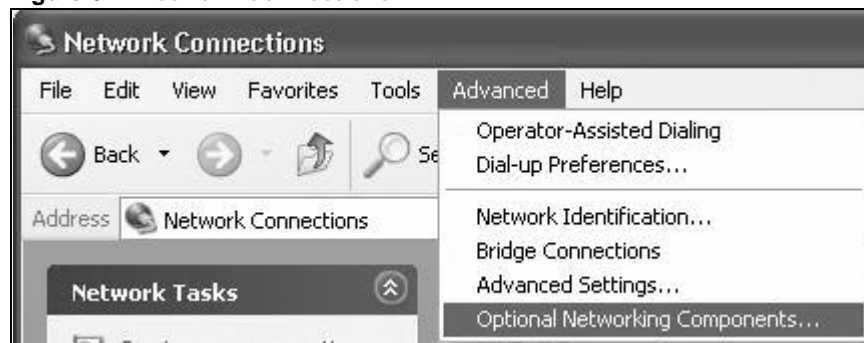 Network Connections
File Edit View Favorites Tools Advanced Help
Back
Operator-Assisted Dialing
Dial-up Preferences...
Address Network Connections
Network Identification...
Bridge Connections
Advanced Settings...
Optional Networking Components...
Network Tasks